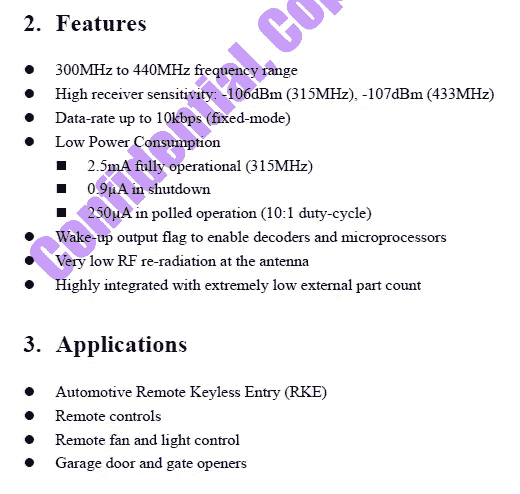 2. Features
● 300MHz to 440MHz frequency range
● High receiver sensitivity: -106dBm (315MHz), -107dBm (433MHz)
● Data-rate up to 10kbps (fixed-mode)
● Low Power Consumption
■ 2.5mA fully operational (315MHz)
■ 0.9μA in shutdown
■ 250μA in polled operation (10:1 duty-cycle)
● Wake-up output flag to enable decoders and microprocessors
● Very low RF re-radiation at the antenna
● Highly integrated with extremely low external part count
3. Applications
● Automotive Remote Keyless Entry (RKE)
● Remote controls
● Remote fan and light control
● Garage door and gate openers
Confidential,